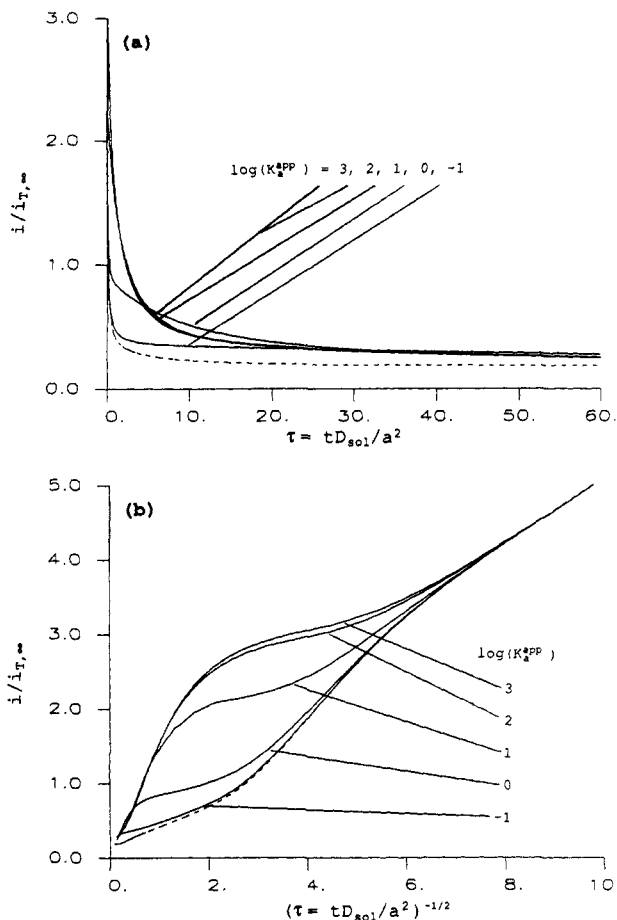 (a)
3.0
2.0
1.0
0.0
i/i_T,∞
log(K_a^app) = 3, 2, 1, 0, -1
0. 10. 20. 30. 40. 50. 60.
τ = tD_sol/a^2
(b)
5.0
4.0
3.0
2.0
1.0
0.0
i/i_T,∞
log(K_a^app)
3
2
1
0
-1
0. 2. 4. 6. 8. 10
(τ = tD_sol/a^2)^-1/2